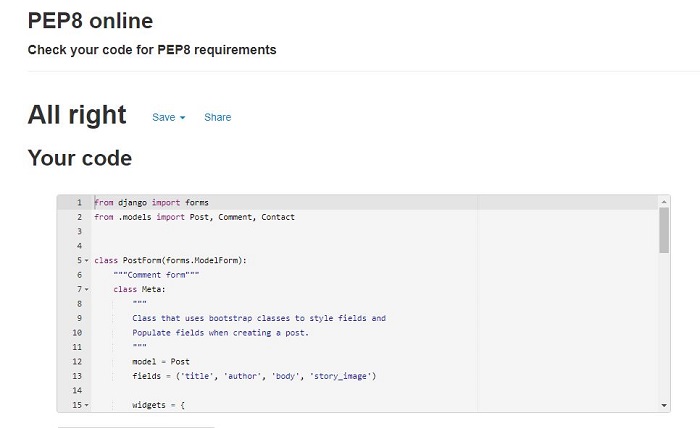 PEP8 online
Check your code for PEP8 requirements
All right Save Share
Your code
1 from django import forms
2 from .models import Post, Comment, Contact
3
4
5 class PostForm(forms.ModelForm):
6 """Comment form"""
7 class Meta:
8 """
9 Class that uses bootstrap classes to style fields and
10 Populate fields when creating a post.
11 """
12 model = Post
13 fields = ('title', 'author', 'body', 'story_image')
14
15 widgets = {